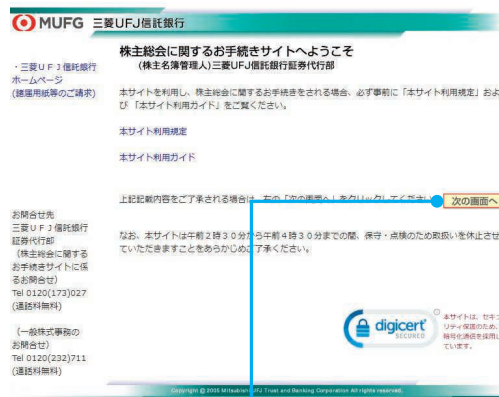 MUFG 三菱UFJ信託銀行
・三菱UFJ信託銀行
ホームページ
(諸届用紙等のご請求)
株主総会に関するお手続きサイトへようこそ
(株主名簿管理人)三菱UFJ信託銀行証券代行部
本サイトを利用し、株主総会に関するお手続きをされる場合、必ず事前に「本サイト利用規定」およ
び 「本サイト利用ガイド」をご覧ください。
本サイト利用規定
本サイト利用ガイド
上記記載内容をご了承される場合は、右の「次の画面へ」をクリックしてください
次の画面へ
なお、本サイトは午前2時30分から午前4時30分までの間、保守・点検のため取扱いを休止させ
ていただきますことをあらかじめご了承ください。
お問合せ先
三菱UFJ信託銀行
証券代行部
(株主総会に関する
お手続きサイトに係
るお問合せ)
Tel 0120(173)027
(通話料無料)
(一般株式事務の
お問合せ)
Tel 0120(232)711
(通話料無料)
digicert
SECURED
本サイトは、セキュ
リティ保護のため、
暗号化通信を採用し
ています。
Copyright © 2005 Mitsubishi UFJ Trust and Banking Corporation All rights reserved.